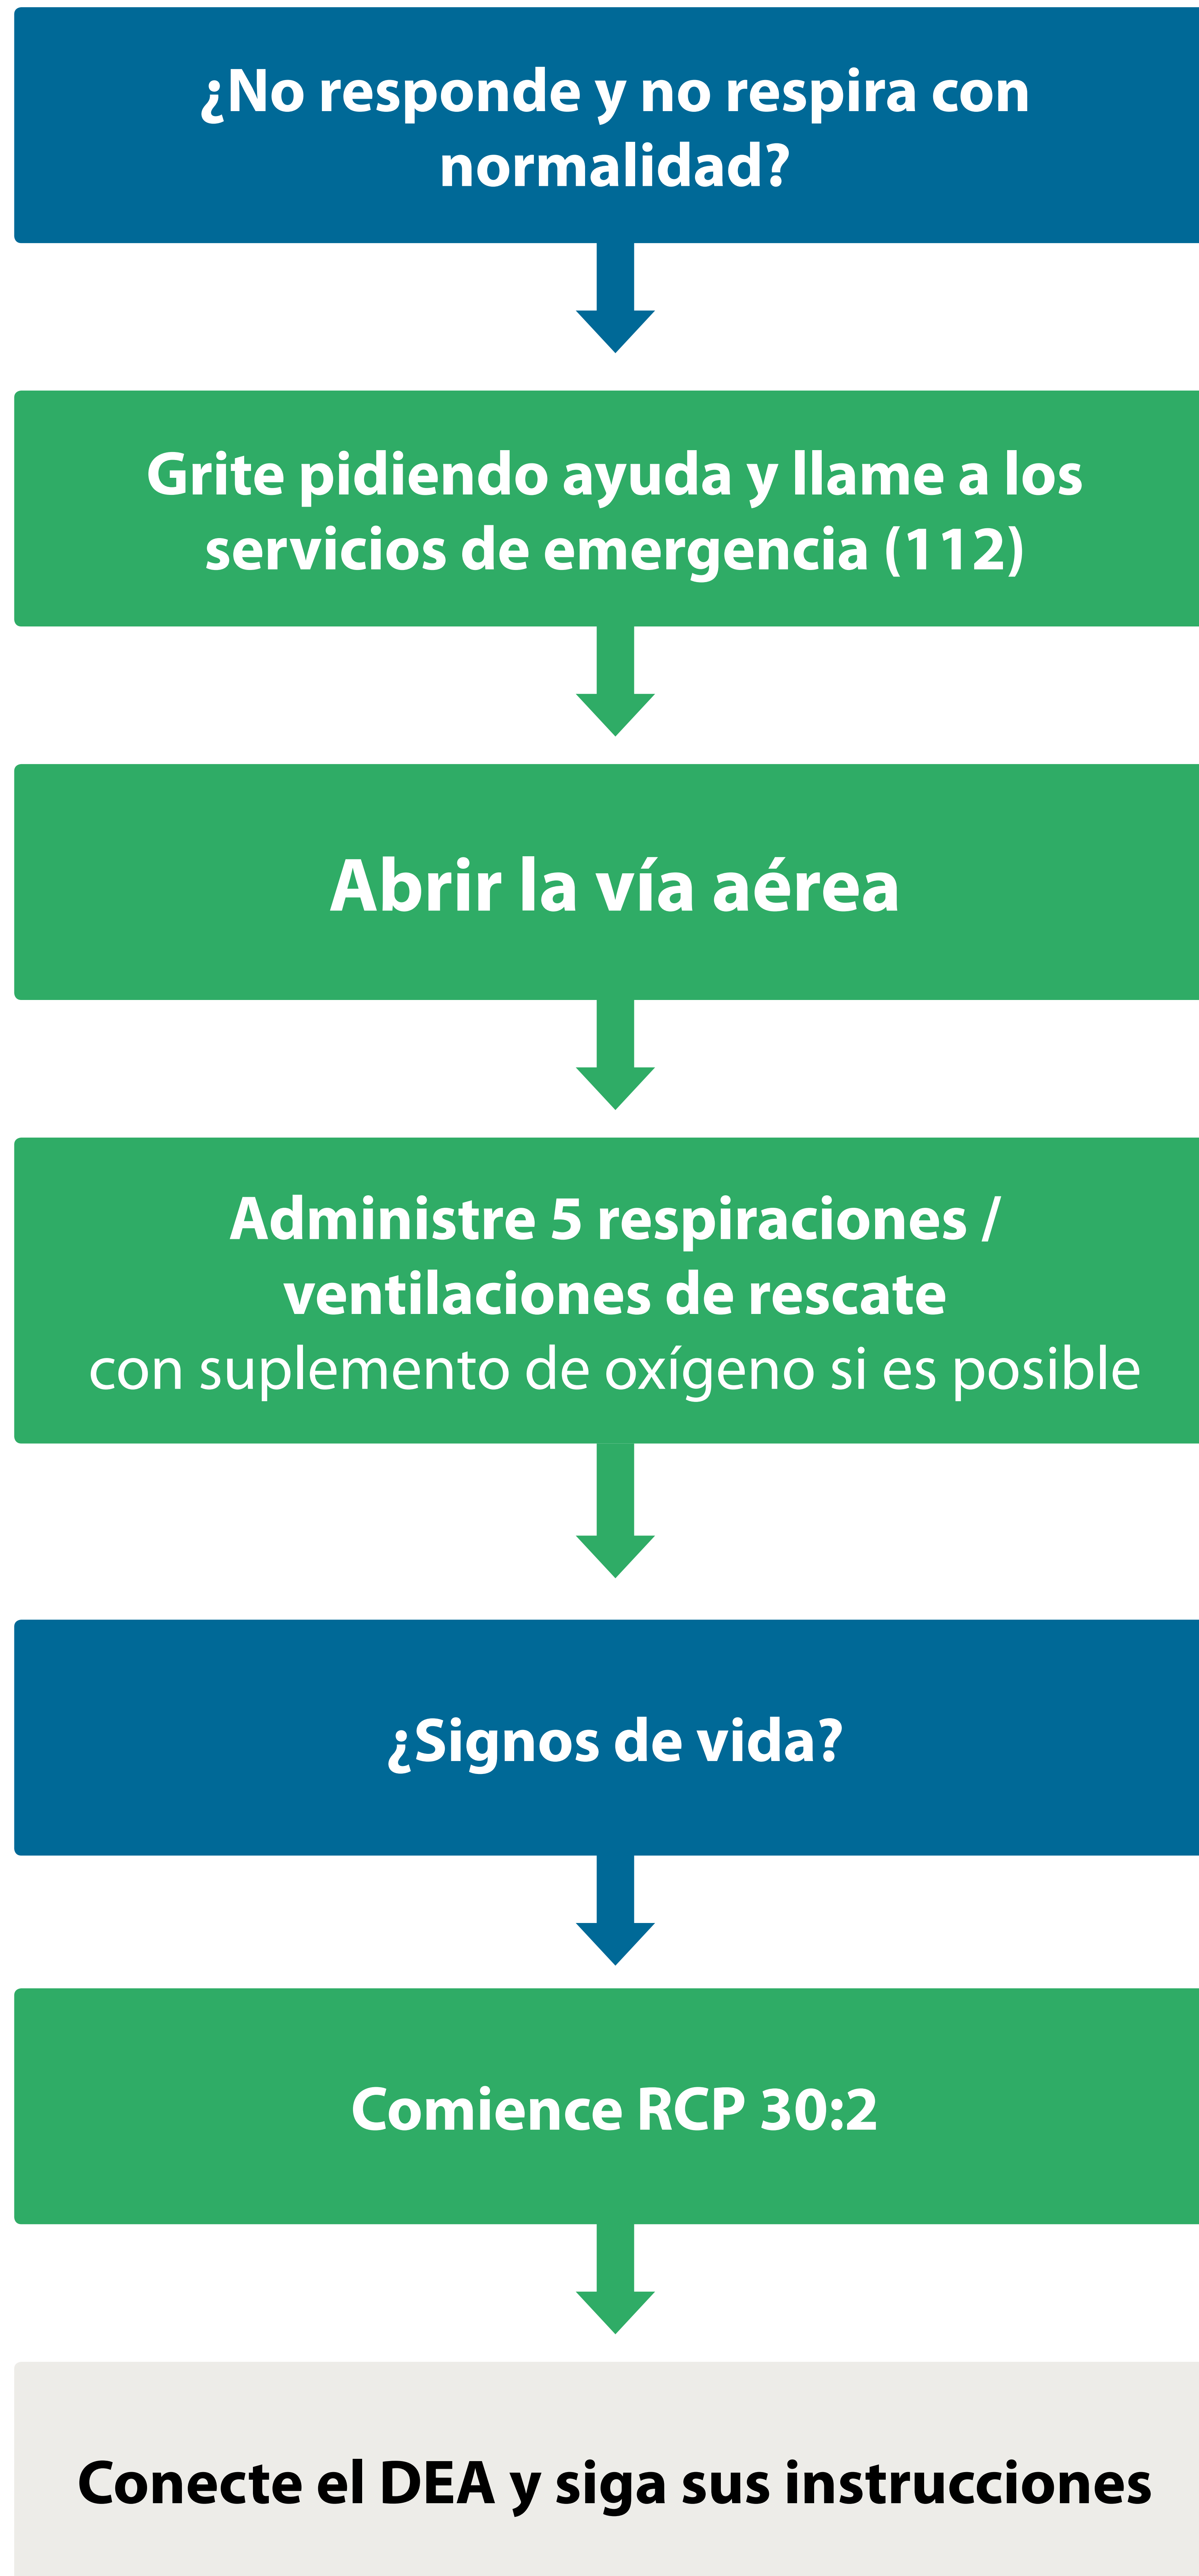 ¿No responde y no respira con
normalidad?
Grite pidiendo ayuda y llame a los
servicios de emergencia (112)
Abrir la vía aérea
Administre 5 respiraciones /
ventilaciones de rescate
con suplemento de oxígeno si es posible
¿Signos de vida?
Comience RCP 30:2
Conecte el DEA y siga sus instrucciones